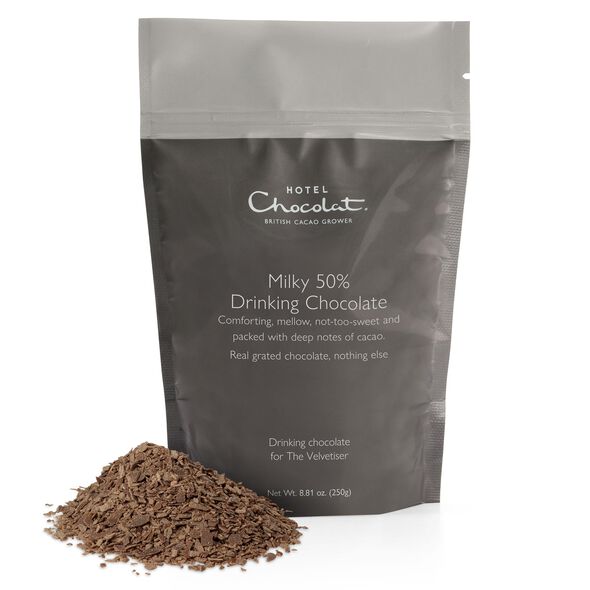 HOTEL
Chocolat.
BRITISH CACAO GROWER
Milky 50%
Drinking Chocolate
Comforting, mellow, not-too-sweet and
packed with deep notes of cacao.
Real grated chocolate, nothing else
Drinking chocolate
for The Velvetiser
Net Wt. 8.81 oz. (250g)